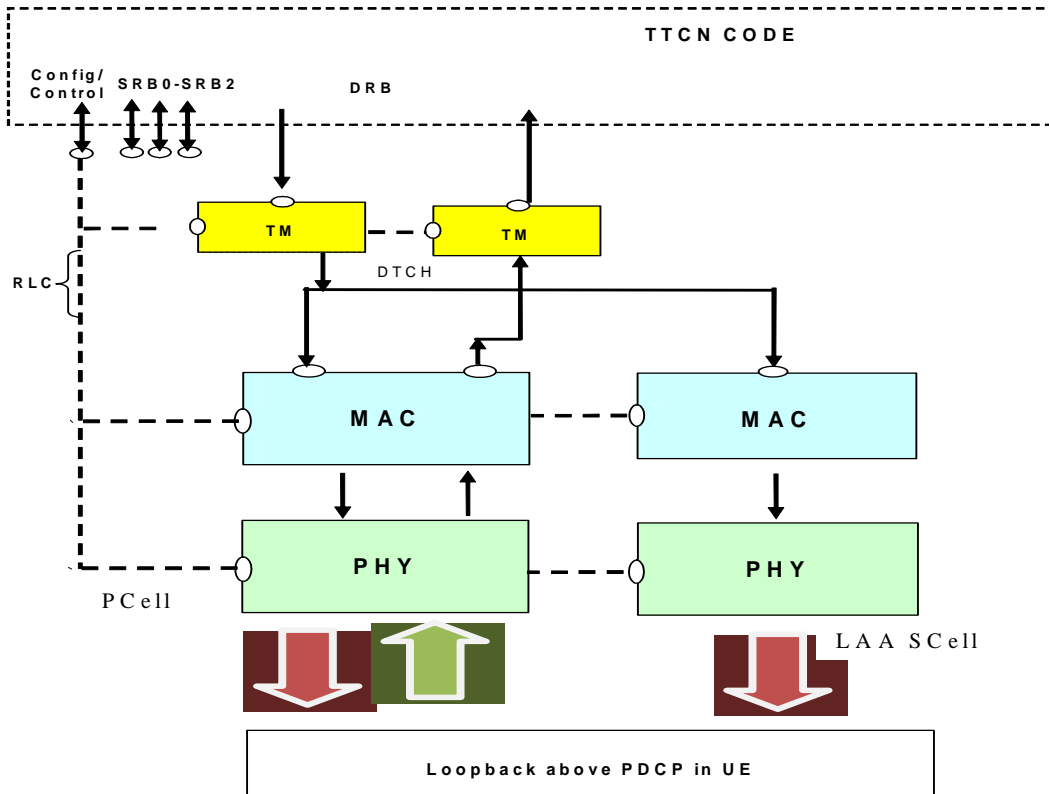 TTCN CODE
Config/
Control
SRB0-SRB2
DRB
TM
TM
DTCH
RLC
MAC
MAC
PHY
PHY
PCell
LAA SCell
Loopback above PDCP in UE